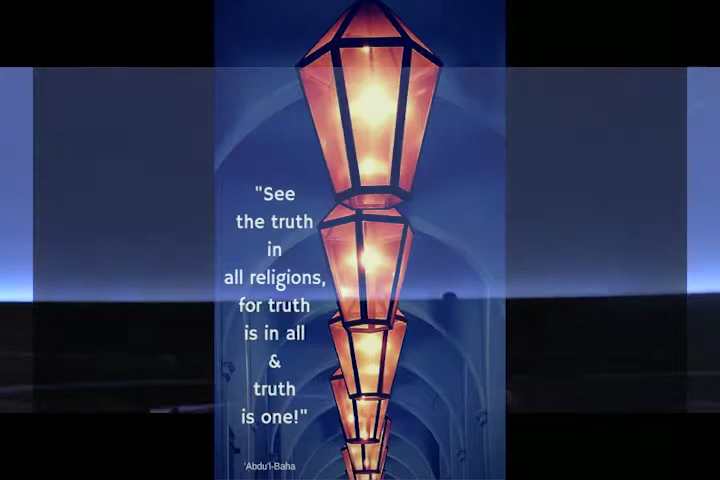 "See
the truth
in
all religions,
for truth
is in all
&
truth
is one!"
'Abdu'l-Baha